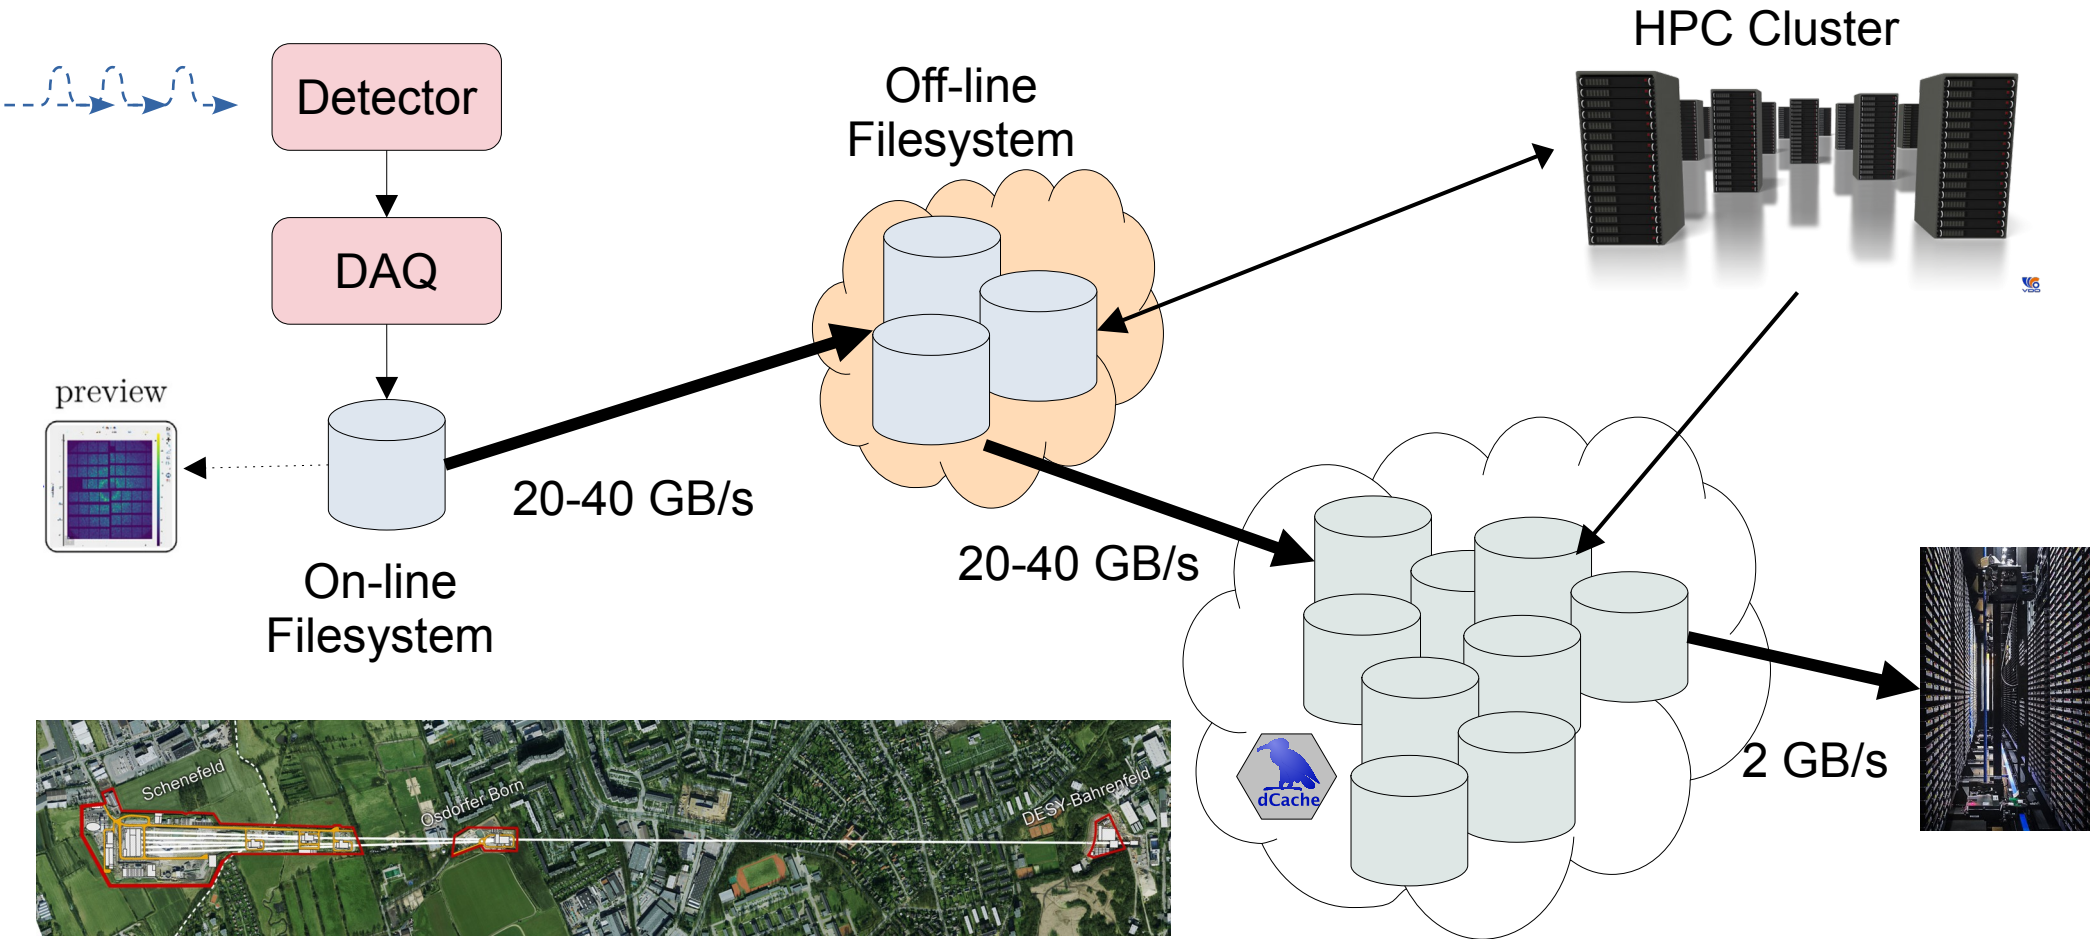 HPC Cluster
Detector
Off-line
Filesystem
DAQ
preview
20-40 GB/s
On-line
Filesystem
20-40 GB/s
2 GB/s
dCache
Schenefeld
Osdorfer Born
DESY-Bahrenfeld
VDD